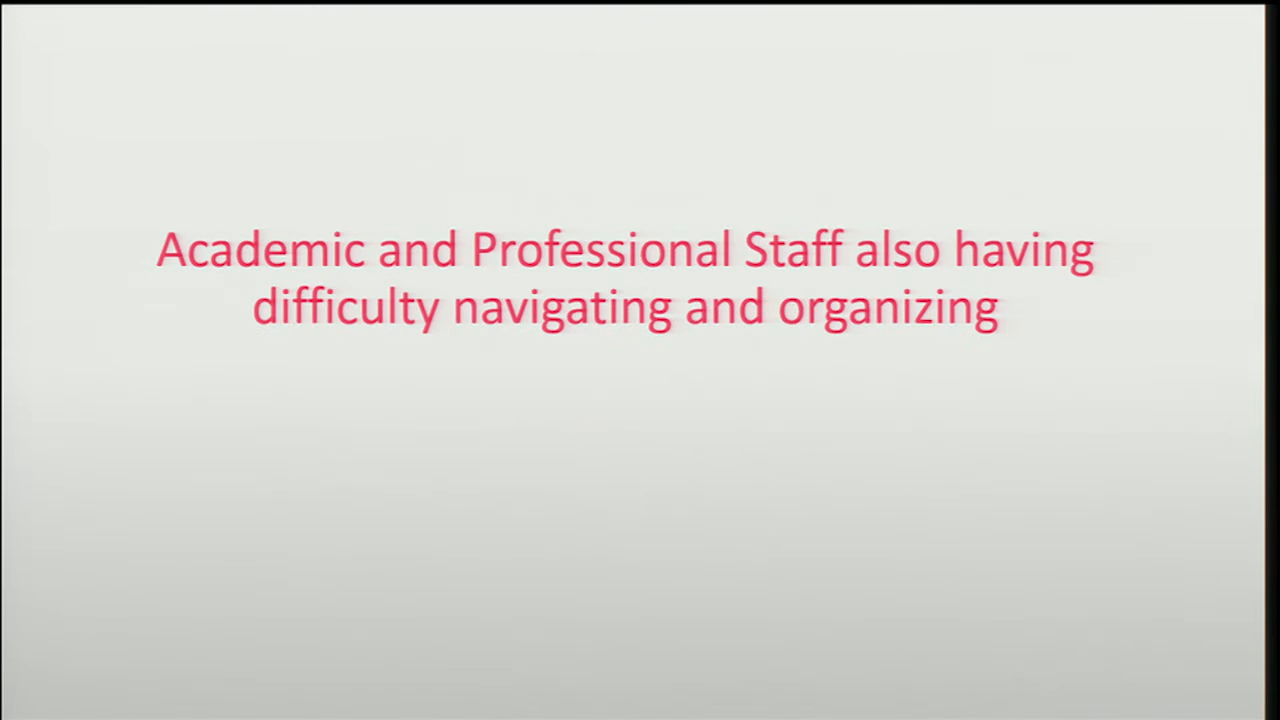 Academic and Professional Staff also having
difficulty navigating and organizing